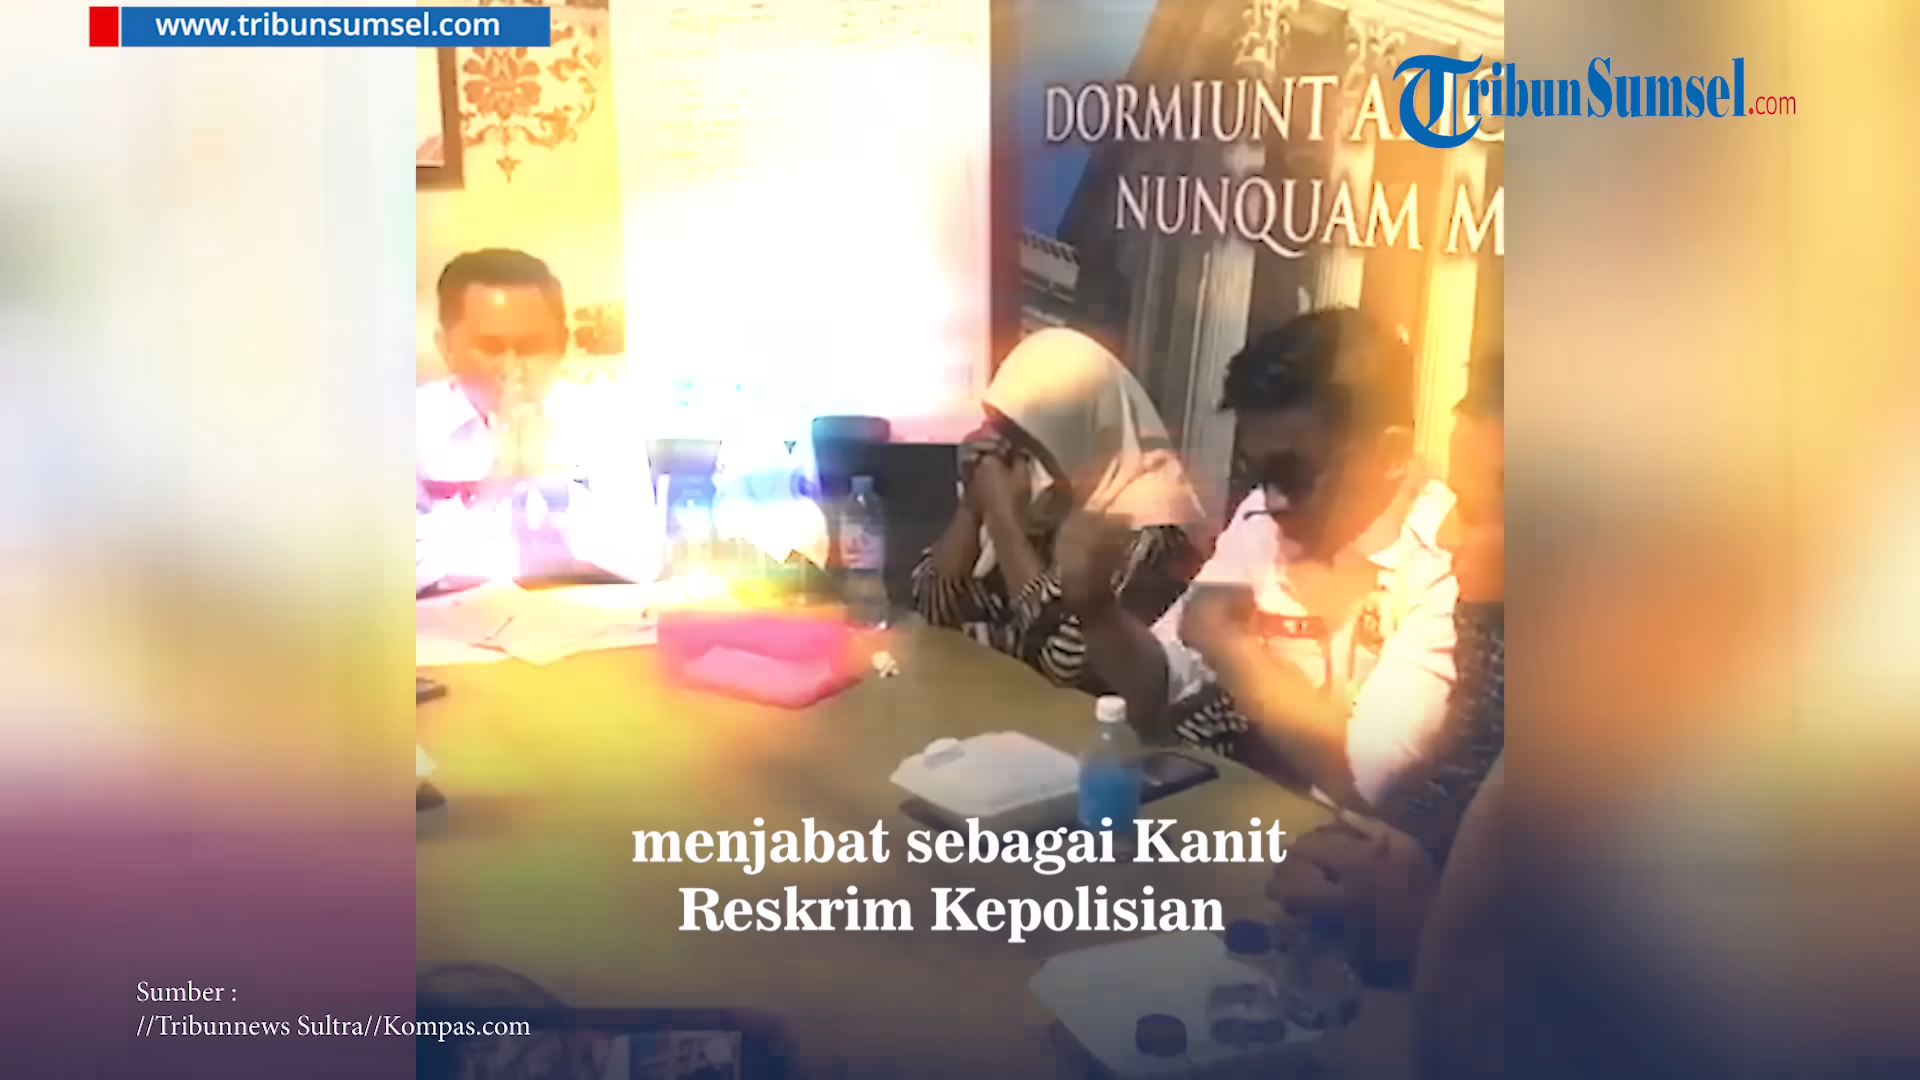 www.tribunsumsel.com
TribunSumsel.com
DORMIUNT
NUNQUAM
menjabat sebagai Kanit
Reskrim Kepolisian
Sumber :
//Tribunnews Sultra//Kompas.com